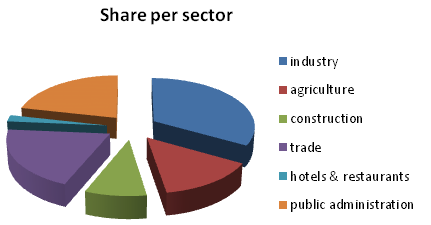 Share per sector
industry
agriculture
construction
trade
hotels & restaurants
public administration